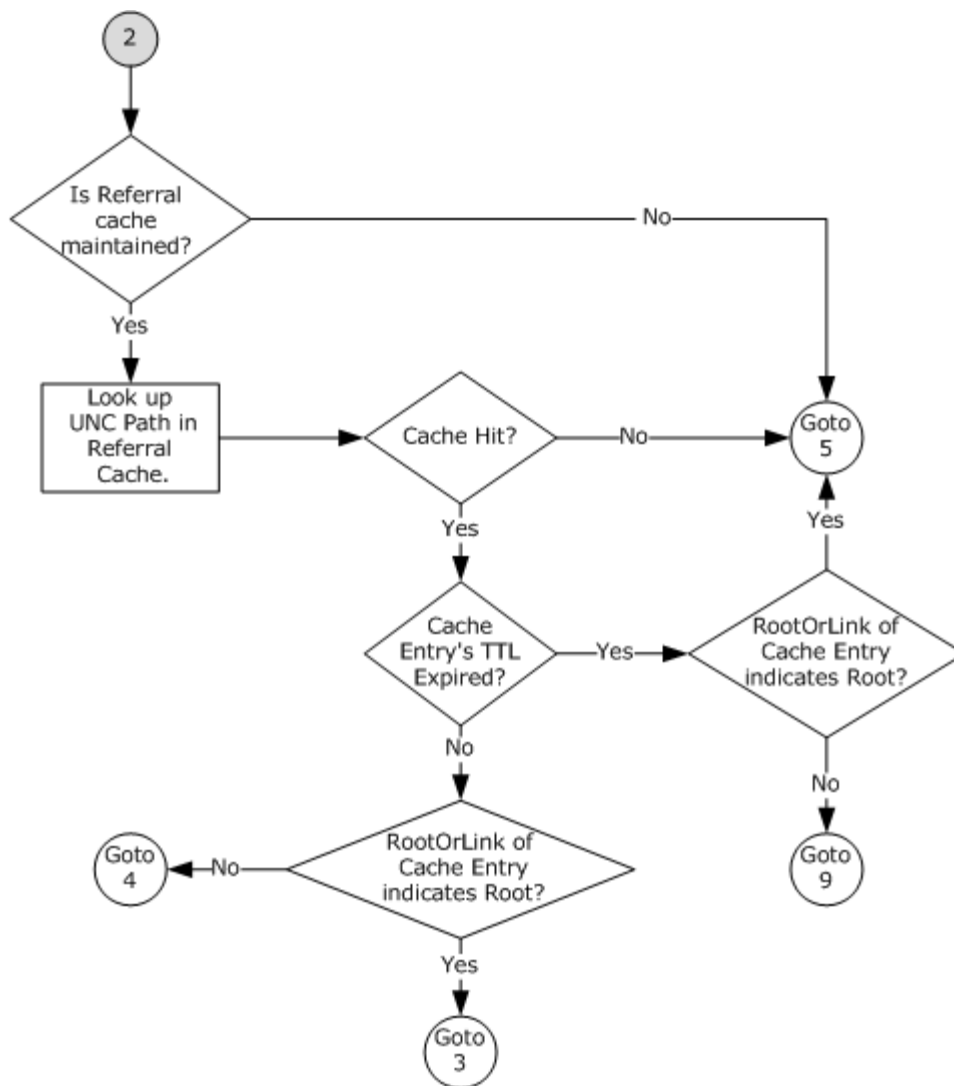 2
Is Referral
cache
maintained?
No
Yes
Look up
UNC Path in
Referral
Cache.
Cache Hit?
No
Goto
5
Yes
Yes
Cache
Entry's TTL
Expired?
Yes
RootOrLink of
Cache Entry
indicates Root?
No
No
RootOrLink of
Cache Entry
indicates Root?
No
Goto
4
Goto
9
Yes
Goto
3